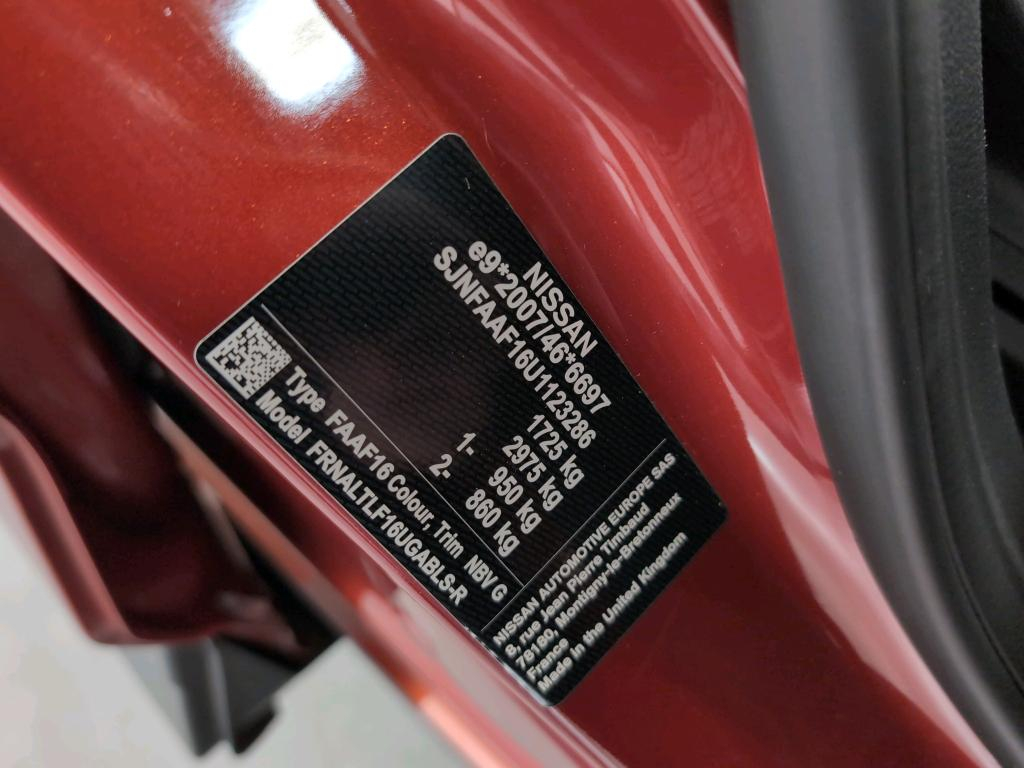 NISSAN
e9*2007/46*6697
SJNFAAF16U1123286
1725 kg
2975 kg
1- 950 kg
2- 860 kg
Type FAAF16 Colour, Trim NBV G
Model FRNALTLF16UGABLS-R
NISSAN AUTOMOTIVE EUROPE SAS
8, rue Jean Pierre Timbaud
78180, Montigny-le-Bretonneux
France
Made in the United Kingdom